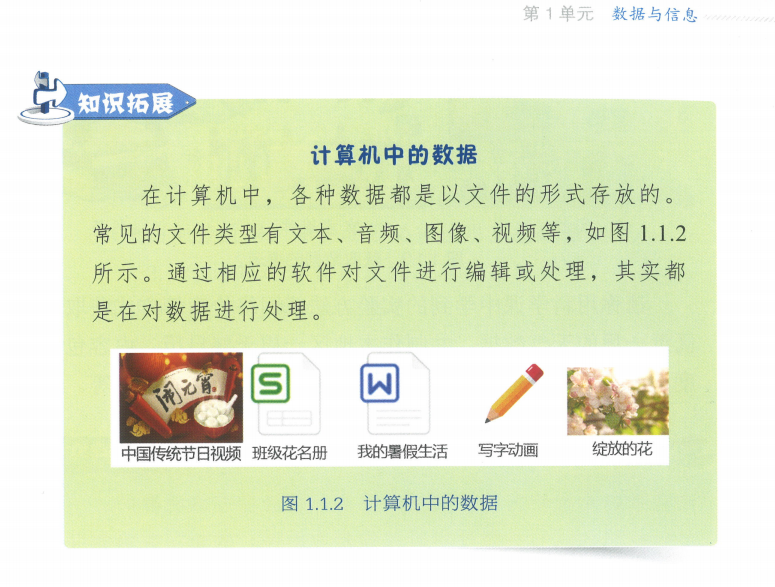 第1单元 数据与信息
知识拓展
计算机中的数据
在计算机中，各种数据都是以文件的形式存放的。
常见的文件类型有文本、音频、图像、视频等，如图 1.1.2
所示。通过相应的软件对文件进行编辑或处理，其实都
是在对数据进行处理。
闹元宵
S
W
中国传统节日视频 班级花名册 我的暑假生活 写字动画 绽放的花
图 1.1.2 计算机中的数据